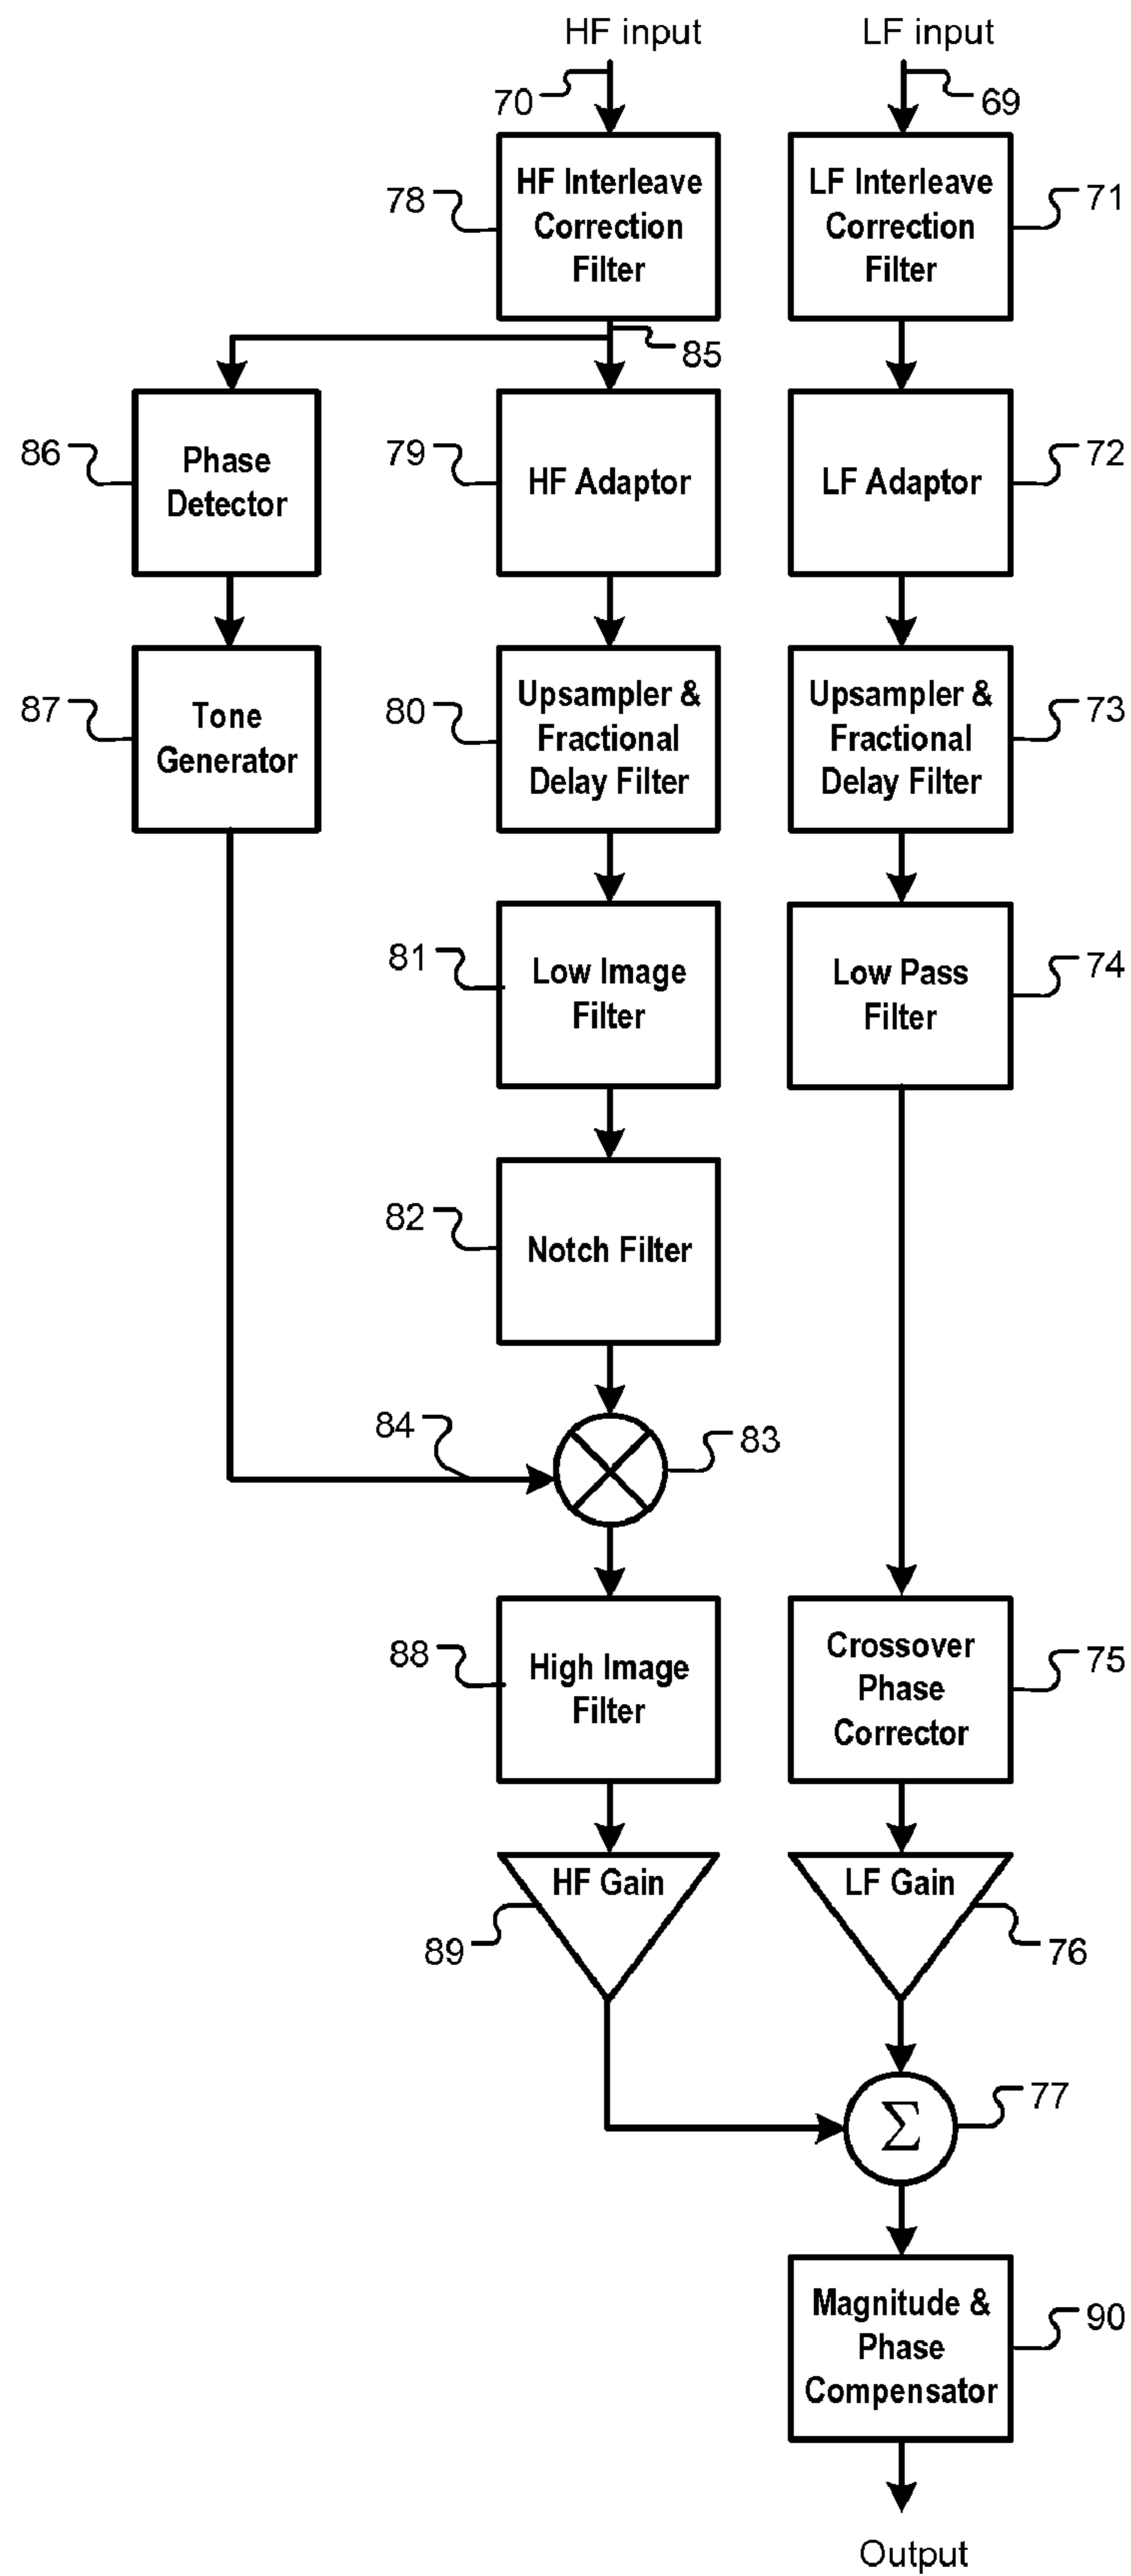 HF input
LF input
70
69
HF Interleave
Correction
Filter
78
LF Interleave
Correction
Filter
71
85
86
Phase
Detector
79
HF Adaptor
LF Adaptor
72
87
Tone
Generator
80
Upsampler &
Fractional
Delay Filter
Upsampler &
Fractional
Delay Filter
73
81
Low Image
Filter
Low Pass
Filter
74
82
Notch Filter
84
83
88
High Image
Filter
Crossover
Phase
Corrector
75
HF Gain
LF Gain
89
76
Σ
77
Magnitude &
Phase
Compensator
90
Output